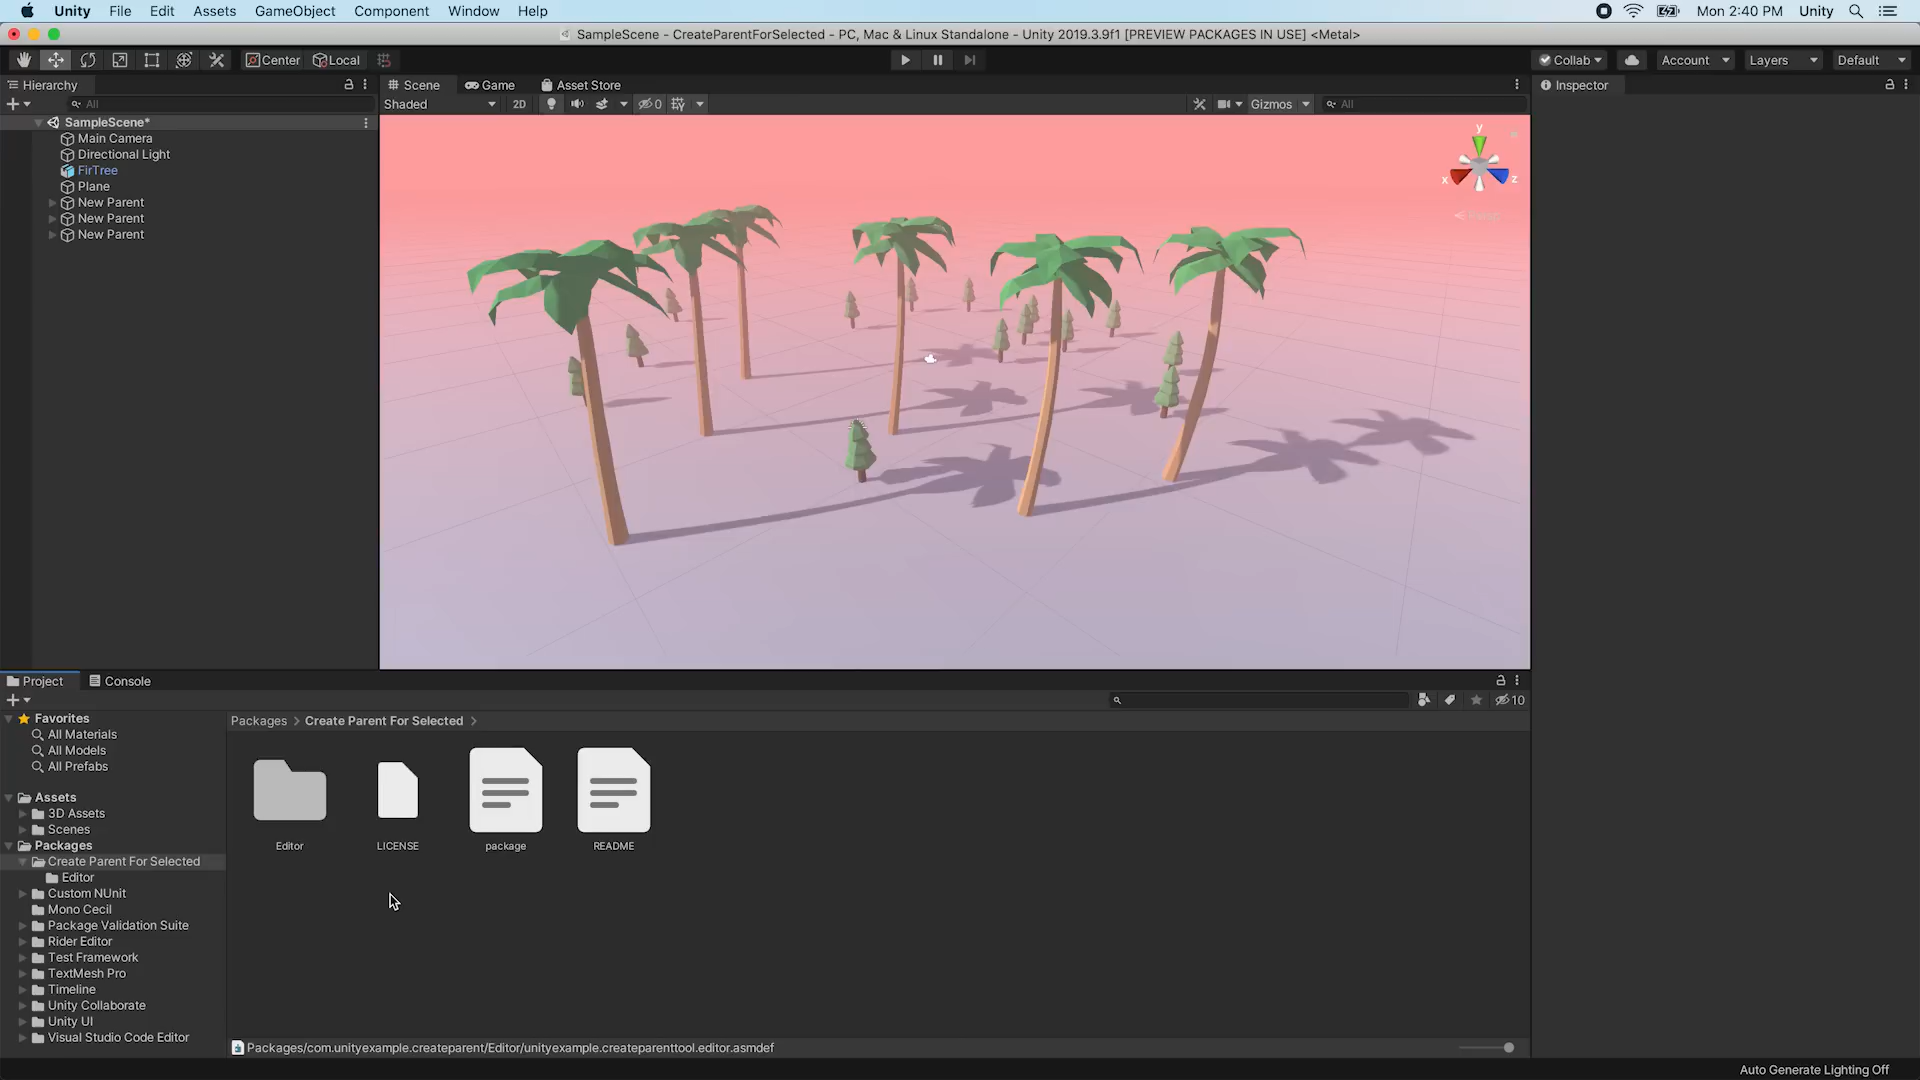 Unity File Edit Assets GameObject Component Window Help Mon 2:40 PM Unity
SampleScene - CreateParentForSelected - PC, Mac & Linux Standalone - Unity 2019.3.9f1 [PREVIEW PACKAGES IN USE] <Metal>
Center Local Collab Account Layers Default
Hierarchy Scene Game Asset Store Inspector
All Shaded 2D 0 Gizmos All
SampleScene*
Main Camera
Directional Light
FirTree
Plane
New Parent
New Parent
New Parent
y
x z
Persp
Project Console
10
Packages > Create Parent For Selected >
Favorites
All Materials
All Models
All Prefabs
Assets
3D Assets
Scenes
Packages
Create Parent For Selected
Editor
Custom NUnit
Mono Cecil
Package Validation Suite
Rider Editor
Test Framework
TextMesh Pro
Timeline
Unity Collaborate
Unity UI
Visual Studio Code Editor
Editor LICENSE package README
Packages/com.unityexample.createparent/Editor/unityexample.createparenttool.editor.asmdef
Auto Generate Lighting Off